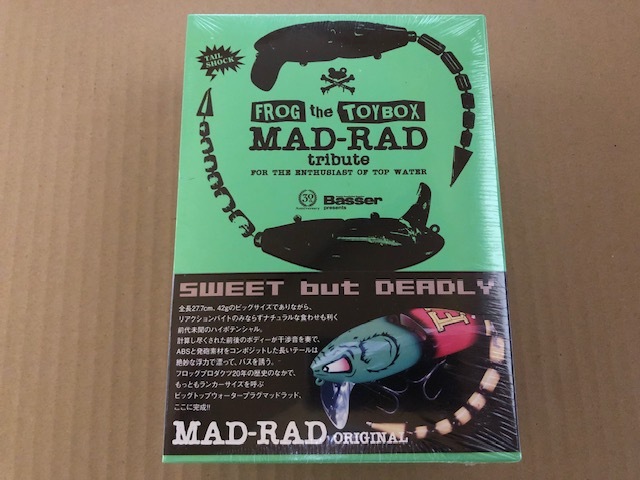 TAIL
SHOCK
FROG the TOYBOX
MAD-RAD
tribute
FOR THE ENTHUSIAST OF TOP WATER
30
Basser
presents
SWEET but DEADLY
全長27.7cm、42gのビッグサイズでありながら、
リアクションバイトのみならずナチュラルな食わせも利く
前代未聞のハイポテンシャル。
計算し尽くされた前後のボディーが干渉音を奏で、
ABSと発砲素材をコンポジットした長いテールは
絶妙な浮力で漂って、バスを誘う。
フロッグプロダクツ20年の歴史のなかで、
もっともランカーサイズを呼ぶ
ビッグトップウォータープラグマッドラッド、
ここに完成!!
MAD-RAD ORIGINAL